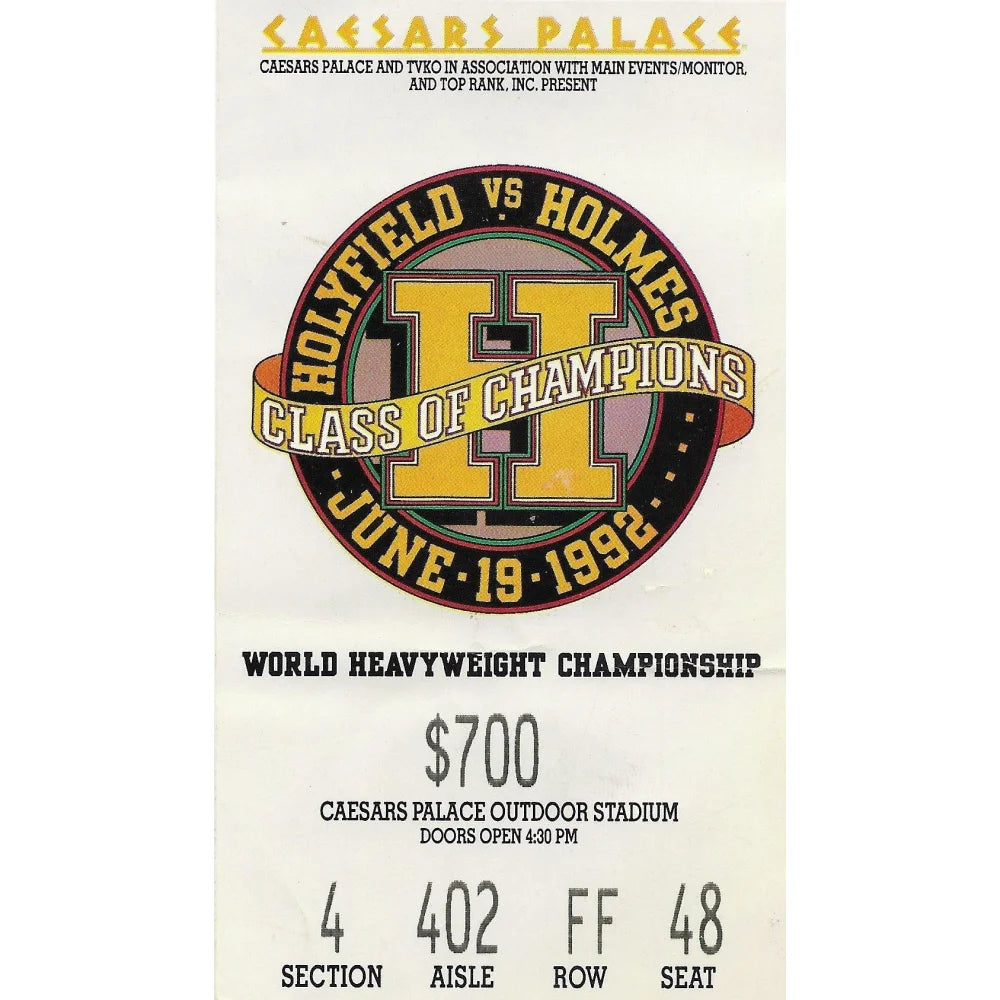 CAESARS PALACE
CAESARS PALACE AND TVKO IN ASSOCIATION WITH MAIN EVENTS/MONITOR,
AND TOP RANK, INC. PRESENT
HOLYFIELD VS HOLMES
CLASS OF CHAMPIONS
H
· JUNE · 19 · 1992 · · · · · ·
WORLD HEAVYWEIGHT CHAMPIONSHIP
$700
CAESARS PALACE OUTDOOR STADIUM
DOORS OPEN 4:30 PM
4 402 FF 48
SECTION AISLE ROW SEAT